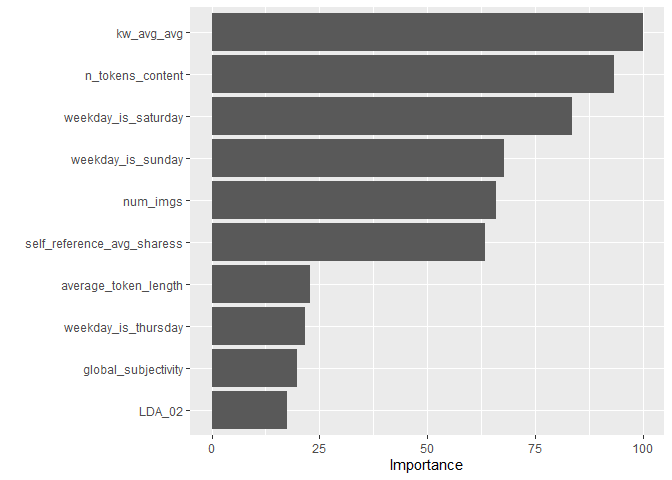 kw_avg_avg
n_tokens_content
weekday_is_saturday
weekday_is_sunday
num_imgs
self_reference_avg_sharess
average_token_length
weekday_is_thursday
global_subjectivity
LDA_02
0 25 50 75 100
Importance